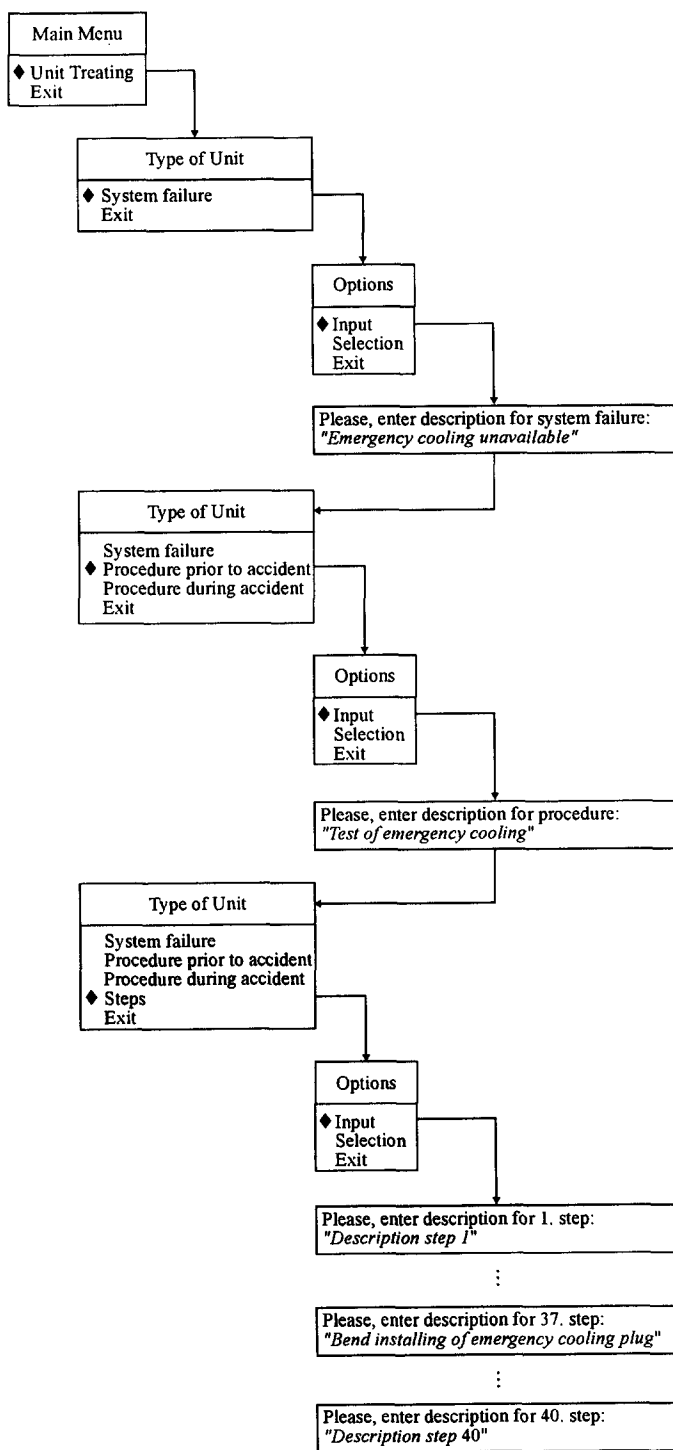 Main Menu
♦ Unit Treating
Exit
Type of Unit
♦ System failure
Exit
Options
♦ Input
Selection
Exit
Please, enter description for system failure:
"Emergency cooling unavailable"
Type of Unit
System failure
♦ Procedure prior to accident
Procedure during accident
Exit
Options
♦ Input
Selection
Exit
Please, enter description for procedure:
"Test of emergency cooling"
Type of Unit
System failure
Procedure prior to accident
Procedure during accident
♦ Steps
Exit
Options
♦ Input
Selection
Exit
Please, enter description for 1. step:
"Description step 1"
⋮
Please, enter description for 37. step:
"Bend installing of emergency cooling plug"
⋮
Please, enter description for 40. step:
"Description step 40"